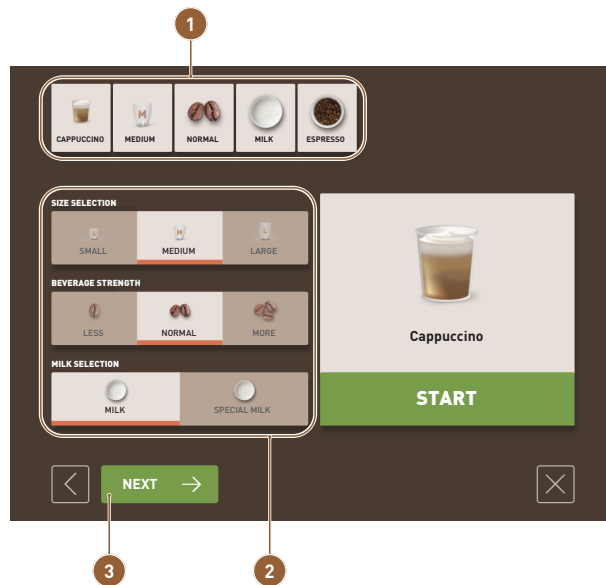 1
M
CAPPUCCINO MEDIUM NORMAL MILK ESPRESSO
SIZE SELECTION
S M L
SMALL MEDIUM LARGE
BEVERAGE STRENGTH
LESS NORMAL MORE
Cappuccino
MILK SELECTION
MILK SPECIAL MILK
START
NEXT
3 2